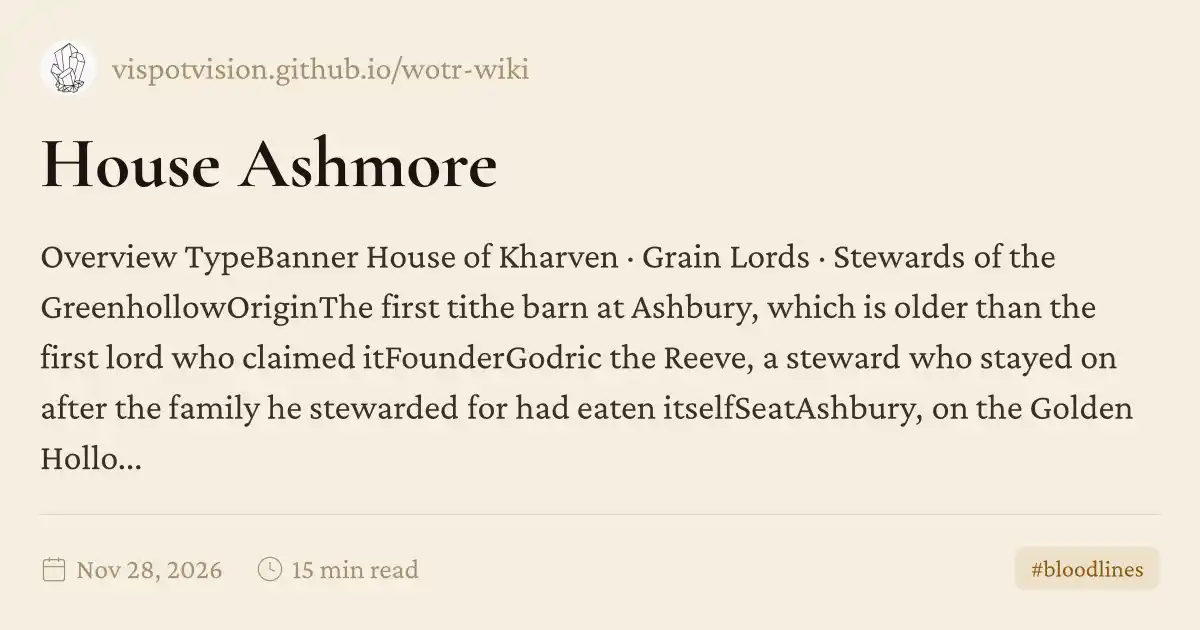 vispotvision.github.io/wotr-wiki
House Ashmore
Overview TypeBanner House of Kharven · Grain Lords · Stewards of the
GreenhollowOriginThe first tithe barn at Ashbury, which is older than the
first lord who claimed itFounderGodric the Reeve, a steward who stayed on
after the family he stewarded for had eaten itselfSeatAshbury, on the Golden
Hollo...
Nov 28, 2026 15 min read #bloodlines